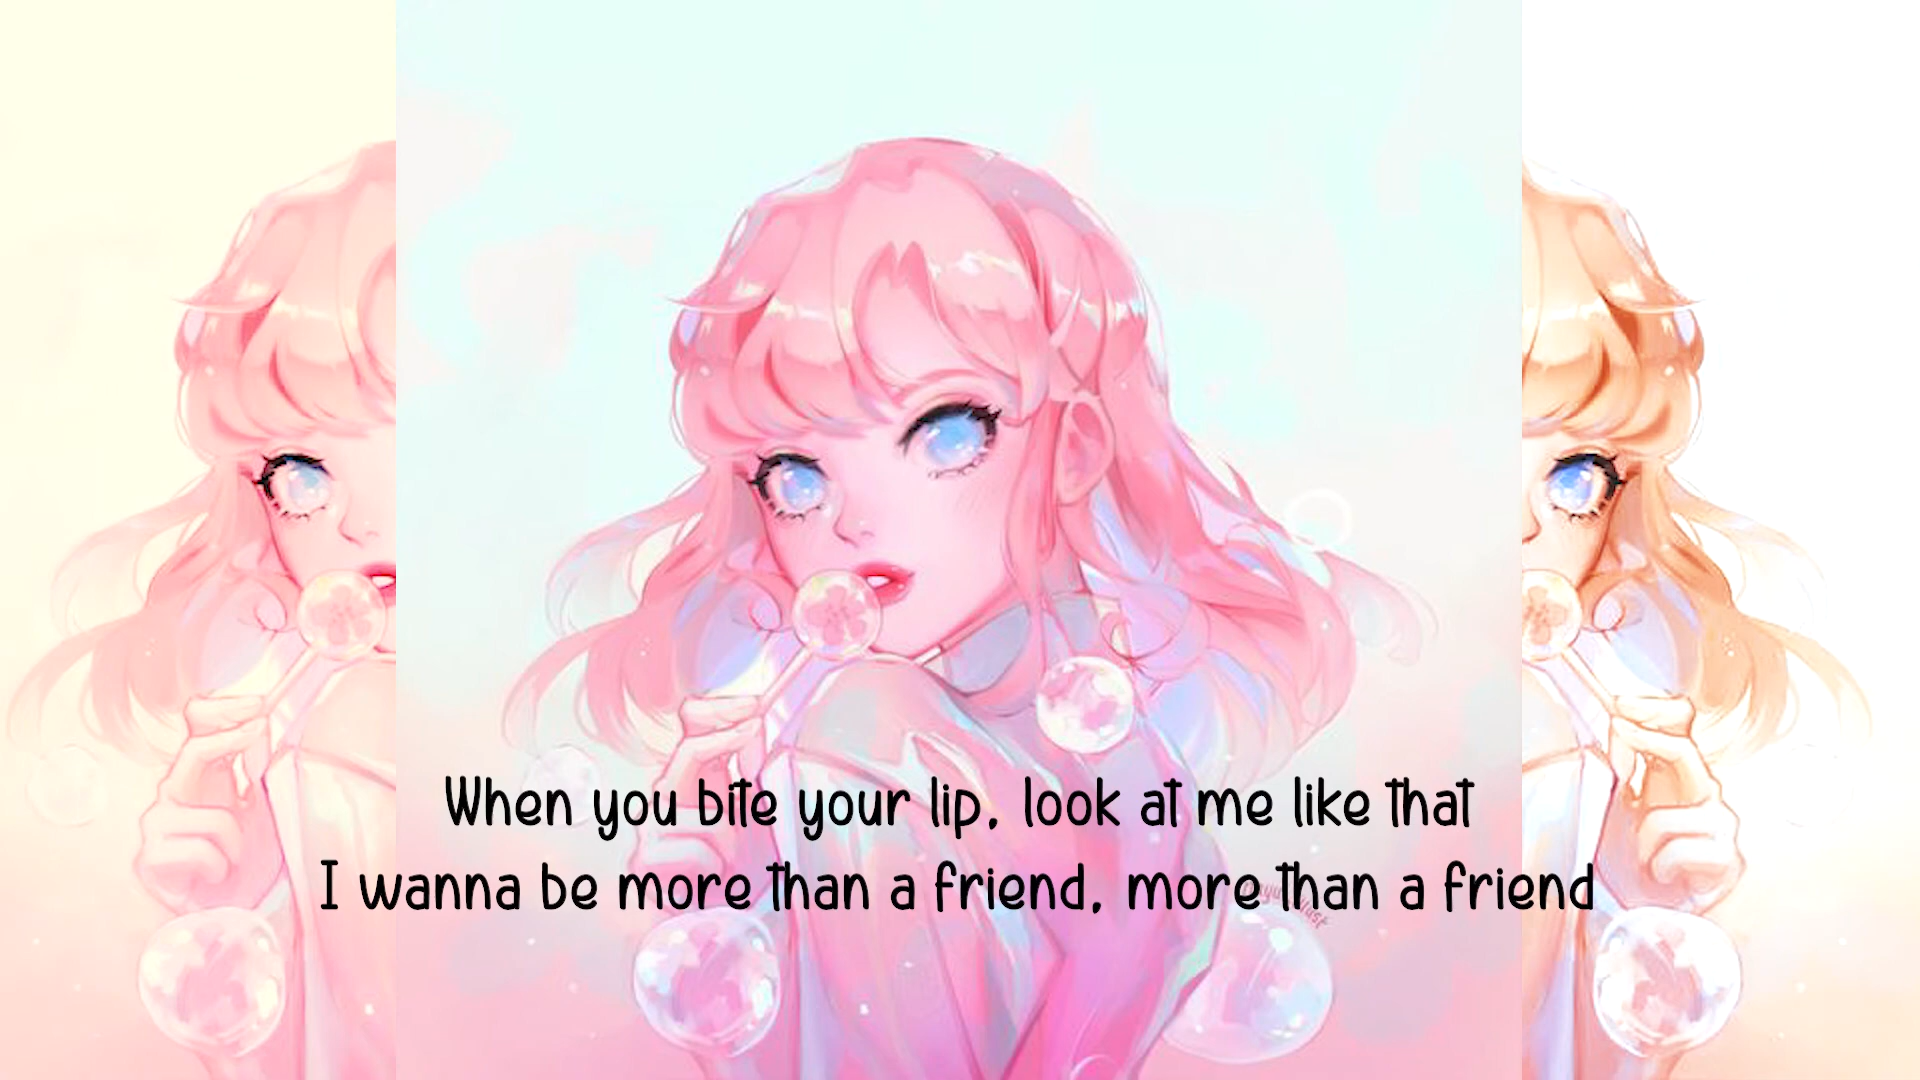 When you bite your lip, look at me like that
I wanna be more than a friend, more than a friend